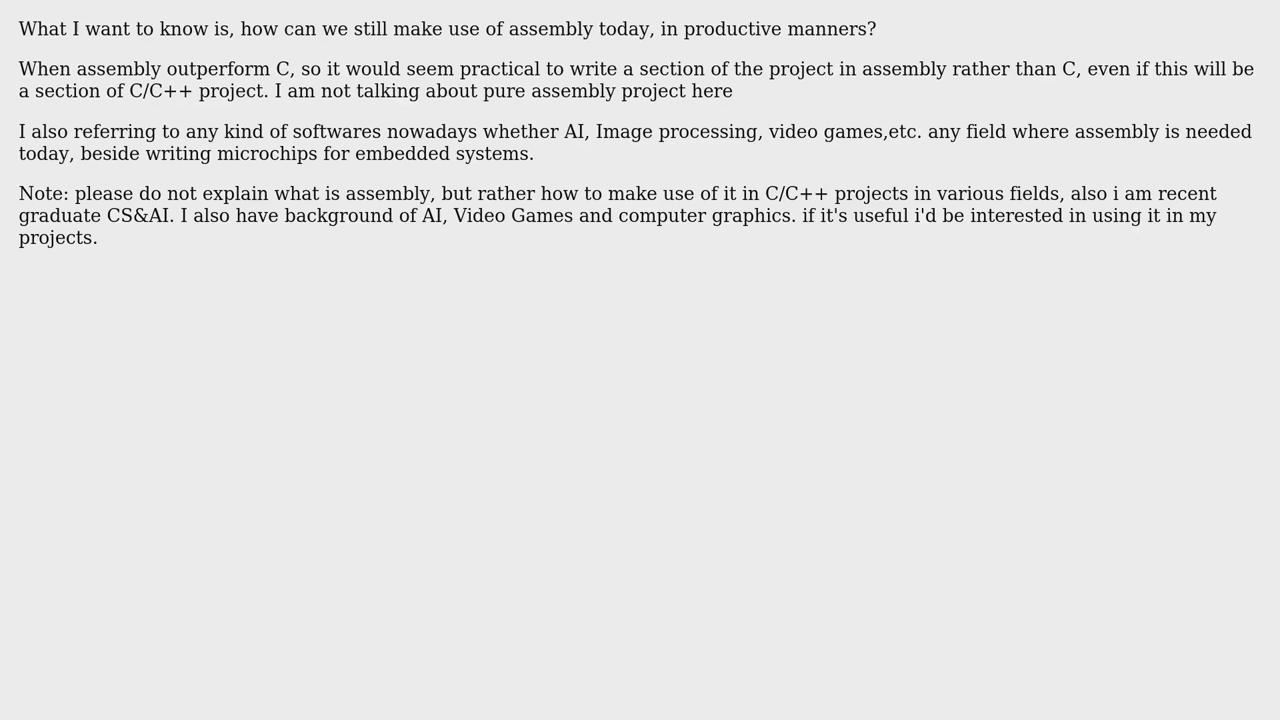 What I want to know is, how can we still make use of assembly today, in productive manners?
When assembly outperform C, so it would seem practical to write a section of the project in assembly rather than C, even if this will be
a section of C/C++ project. I am not talking about pure assembly project here
I also referring to any kind of softwares nowadays whether AI, Image processing, video games,etc. any field where assembly is needed
today, beside writing microchips for embedded systems.
Note: please do not explain what is assembly, but rather how to make use of it in C/C++ projects in various fields, also i am recent
graduate CS&AI. I also have background of AI, Video Games and computer graphics. if it's useful i'd be interested in using it in my
projects.